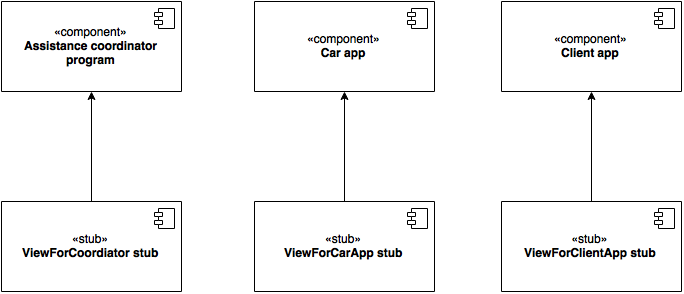 «component»
Assistance coordinator
program
«component»
Car app
«component»
Client app
«stub»
ViewForCoordiator stub
«stub»
ViewForCarApp stub
«stub»
ViewForClientApp stub